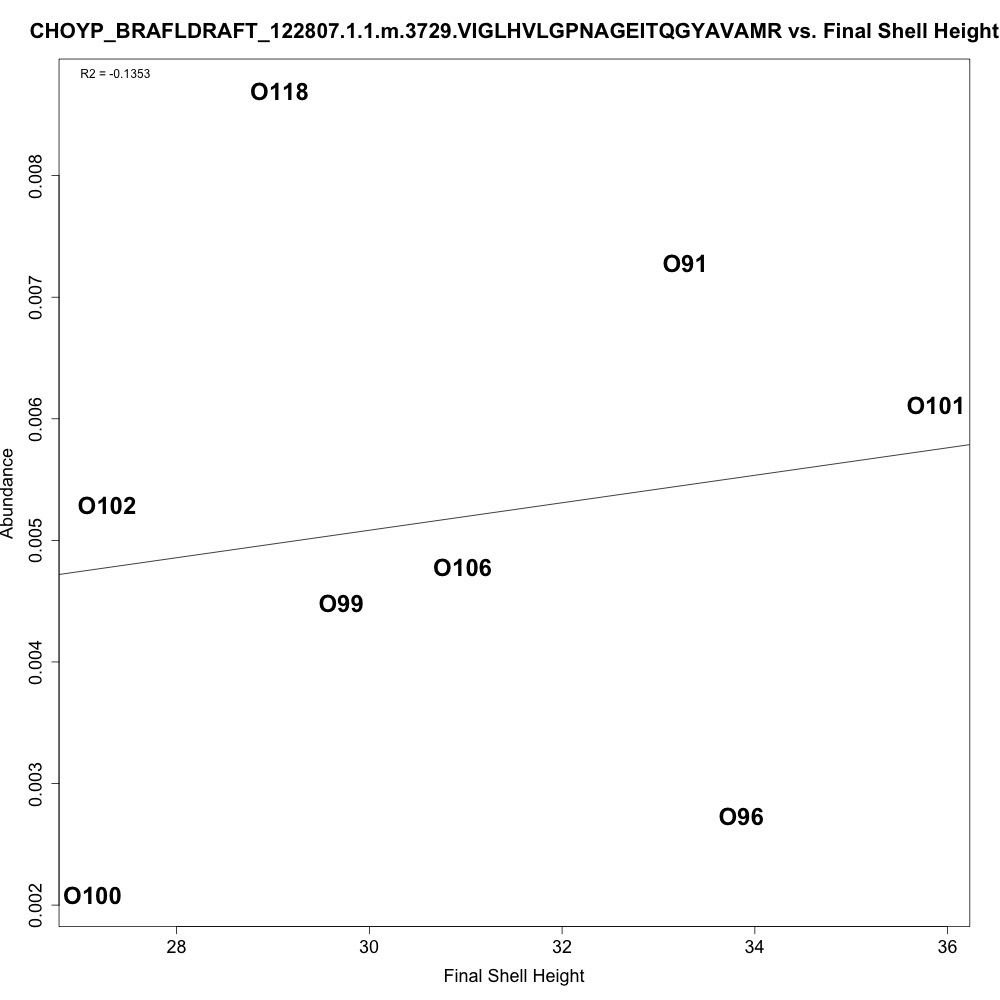 CHOYP_BRAFLDRAFT_122807.1.1.m.3729.VIGLHVLGPNAGEITQGYAVAMR vs. Final Shell Height
R2 = -0.1353
O118
0.008
O91
0.007
O101
0.006
O102
0.005
O106
O99
0.004
0.003
O96
O100
0.002
Abundance
28 30 32 34 36
Final Shell Height